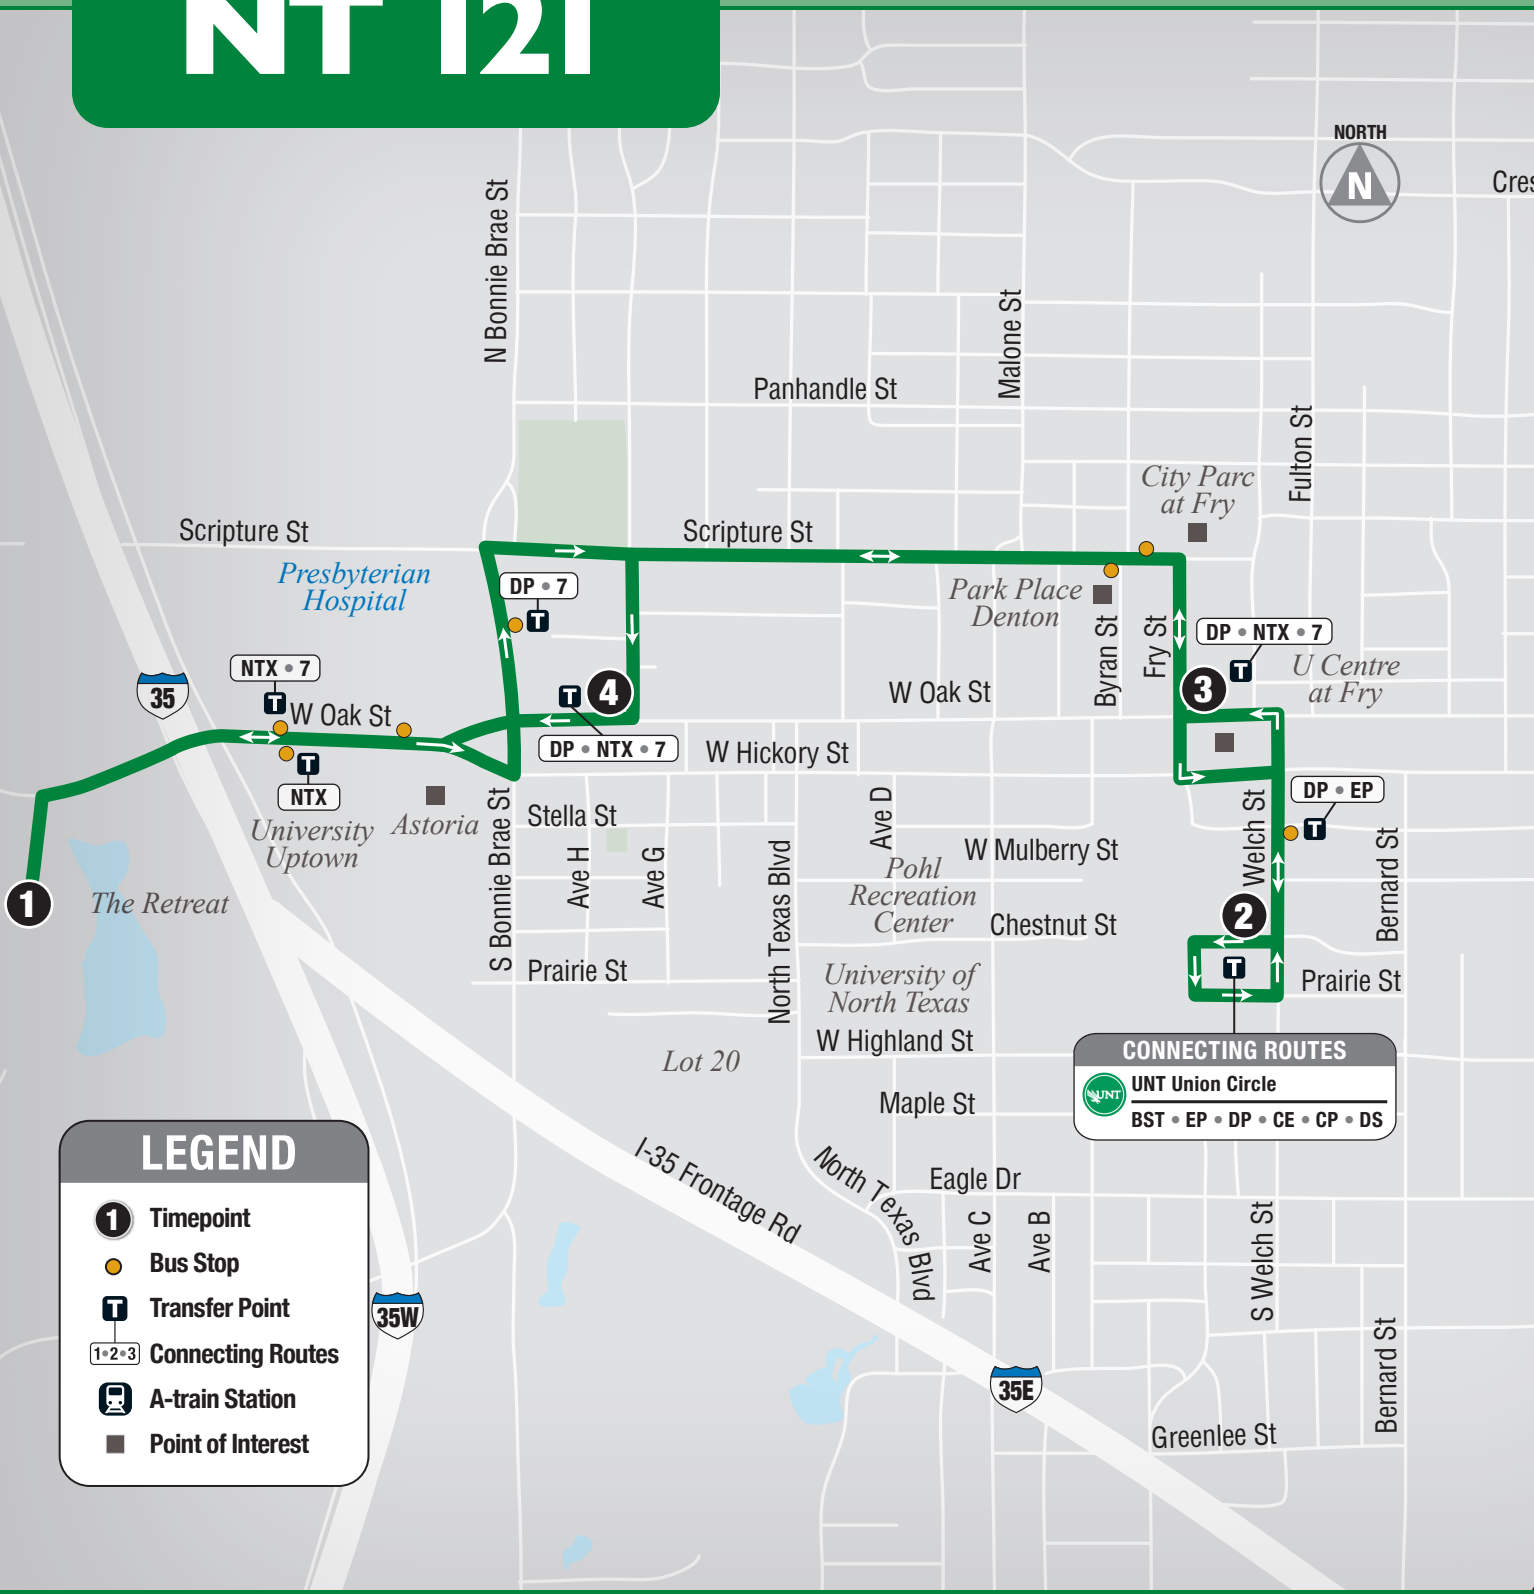 NT 121
NORTH
N
Cres
N Bonnie Brae St
Malone St
Panhandle St
Fulton St
City Parc
at Fry
Scripture St
Scripture St
Presbyterian
Hospital
DP • 7
T
Park Place
Denton
Byran St
Fry St
DP • NTX • 7
T
U Centre
at Fry
NTX • 7
T
35
W Oak St
T
4
W Oak St
3
DP • NTX • 7
W Hickory St
T
NTX
University
Uptown
Astoria
S Bonnie Brae St
Stella St
Ave H
Ave G
North Texas Blvd
Ave D
W Mulberry St
Welch St
DP • EP
T
Bernard St
Pohl
Recreation
Center
1
The Retreat
Chestnut St
2
Prairie St
University of
North Texas
T
Prairie St
W Highland St
Lot 20
CONNECTING ROUTES
UNT
UNT Union Circle
BST • EP • DP • CE • CP • DS
Maple St
I-35 Frontage Rd
North Texas Blvd
Eagle Dr
Ave C
Ave B
S Welch St
Bernard St
35W
35E
Greenlee St
LEGEND
1 Timepoint
Bus Stop
T Transfer Point
1•2•3 Connecting Routes
A-train Station
Point of Interest